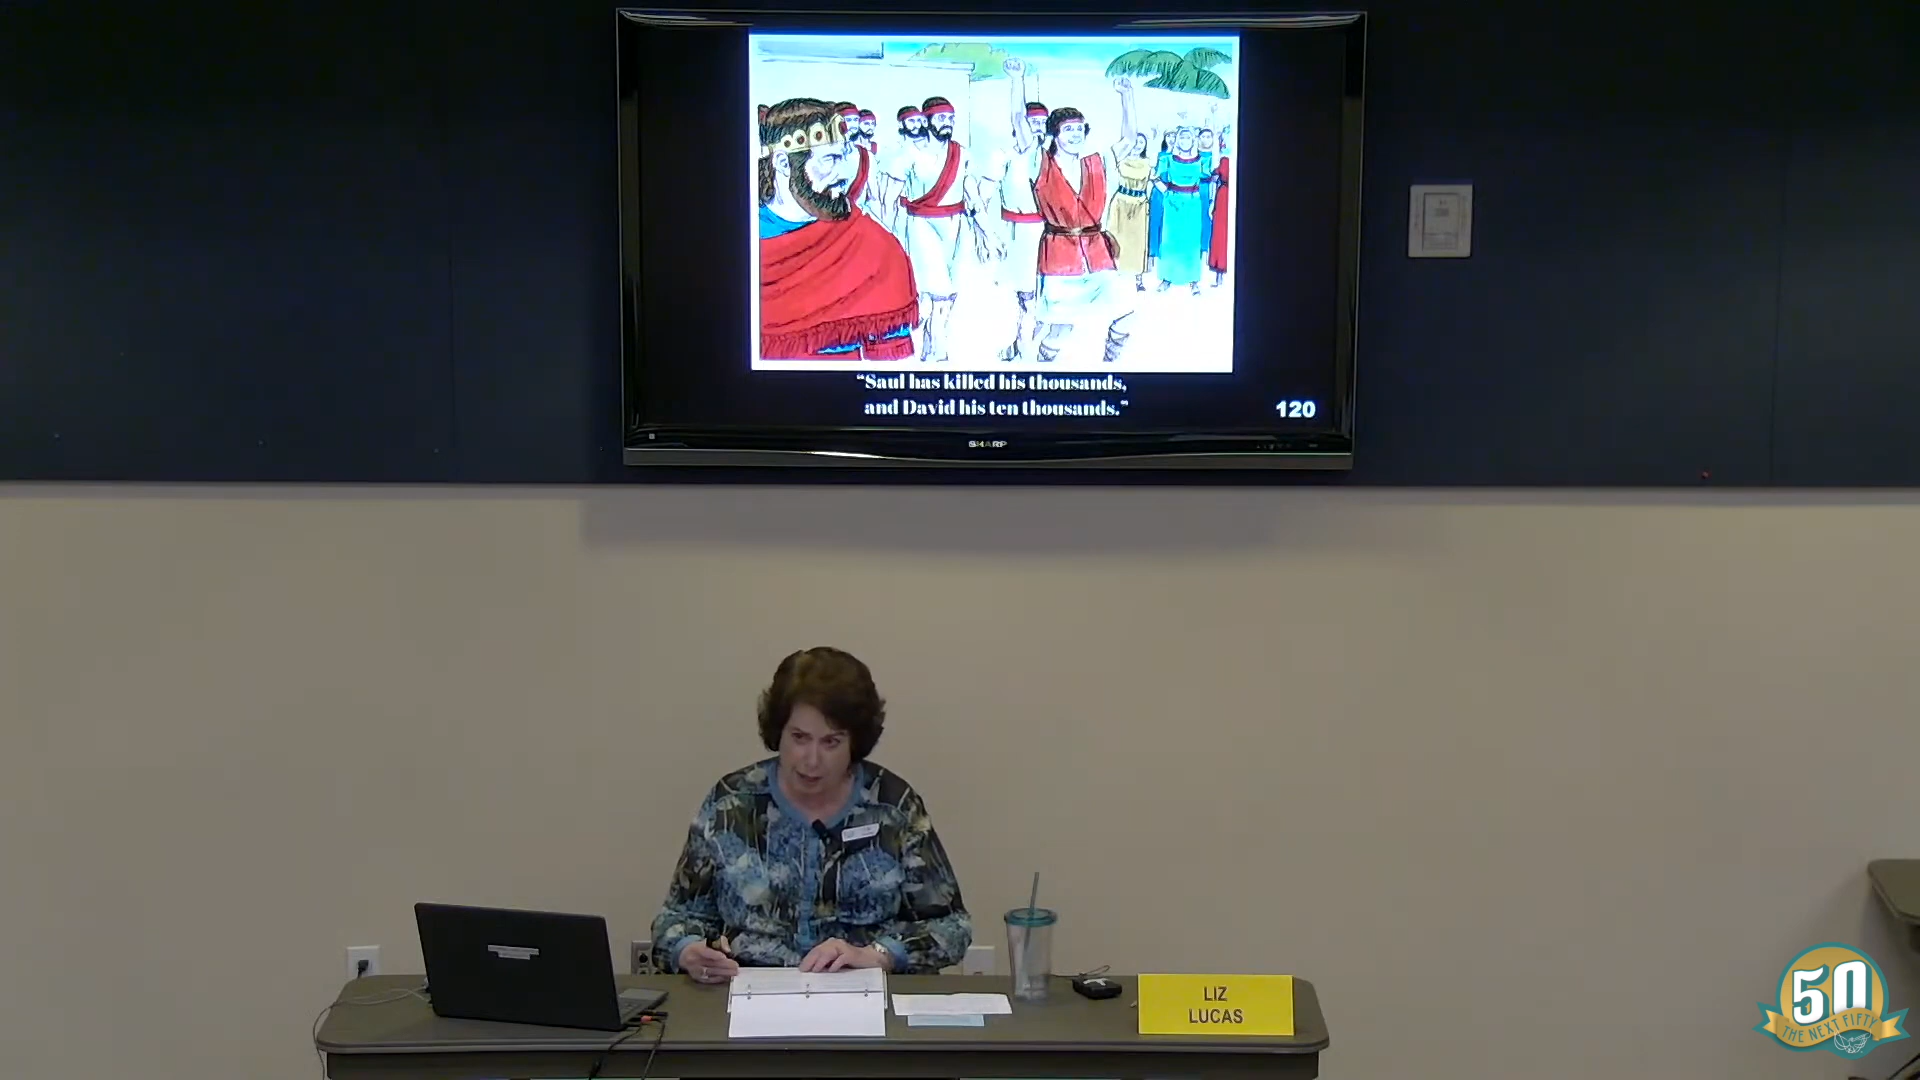 “Saul has killed his thousands,
and David his ten thousands.”
120
SHARP
LIZ
LUCAS
50
THE NEXT FIFTY